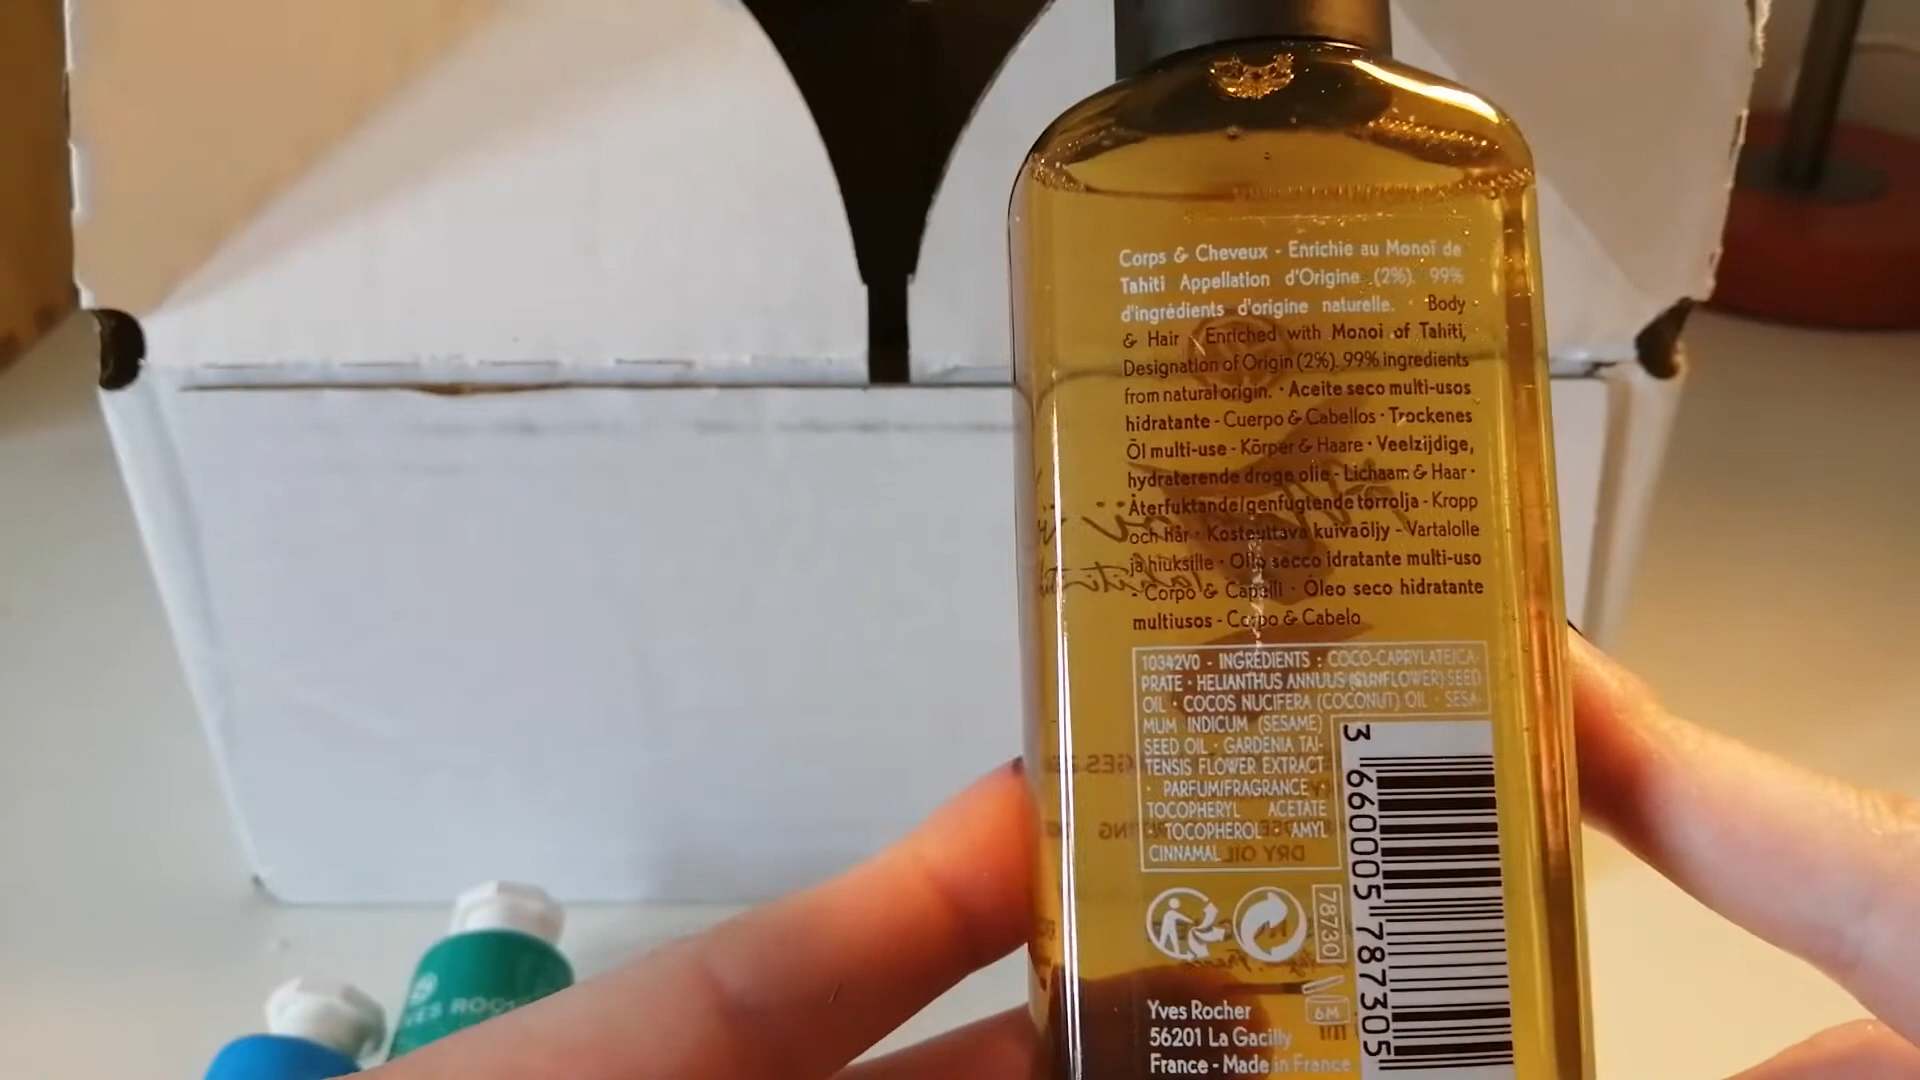 Corps & Cheveux - Enrichie au Monoï de
Tahiti Appellation d'Origine (2%). 99%
d'ingrédients d'origine naturelle. · Body
& Hair - Enriched with Monoi of Tahiti,
Designation of Origin (2%). 99% ingredients
from natural origin. · Aceite seco multi-usos
hidratante - Cuerpo & Cabellos · Trockenes
Öl multi-use - Körper & Haare · Veelzijdige,
hydraterende droge olie - Lichaam & Haar ·
Återfuktande/genfugtende torrolja - Kropp
och hår · Kosteuttava kuivaöljy - Vartalolle
ja hiuksille · Olio secco idratante multi-uso
- Corpo & Capelli · Óleo seco hidratante
multiusos - Corpo & Cabelo
10342V0 - INGRÉDIENTS : COCO-CAPRYLATE/CA-
PRATE · HELIANTHUS ANNUUS (SUNFLOWER) SEED
OIL · COCOS NUCIFERA (COCONUT) OIL · SESA-
MUM INDICUM (SESAME)
SEED OIL · GARDENIA TAI-
TENSIS FLOWER EXTRACT
· PARFUM/FRAGRANCE ·
TOCOPHERYL ACETATE
· TOCOPHEROL · AMYL
CINNAMAL
3 660005 787305
78730
6M
Yves Rocher
56201 La Gacilly
France - Made in France
DRY OIL
YVES ROCHER